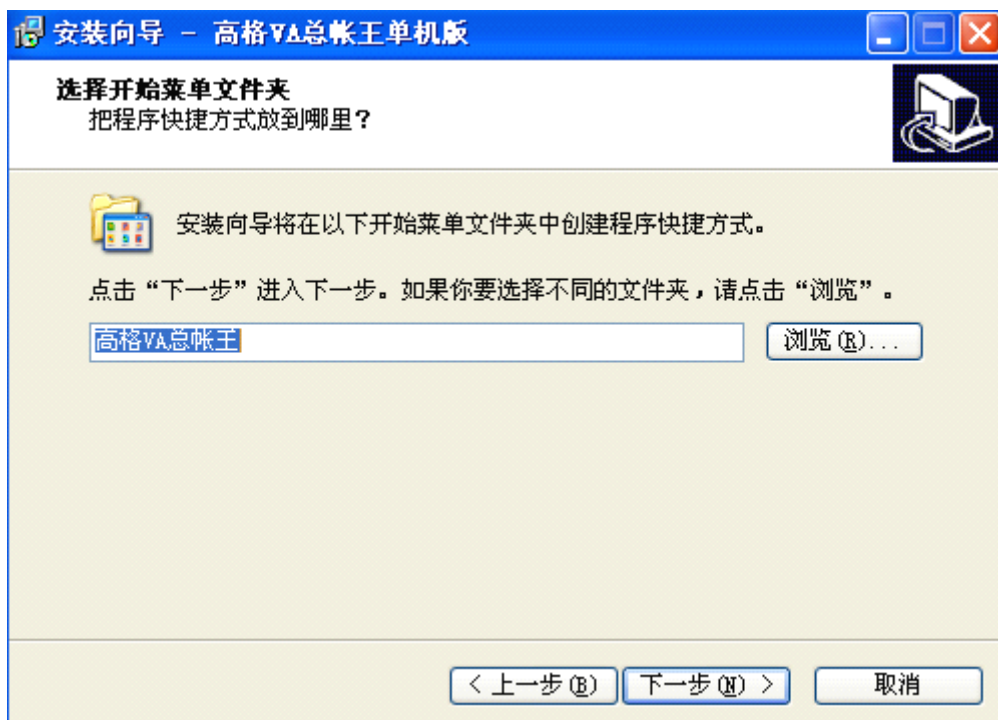 安装向导 - 高格VA总帐王单机版
选择开始菜单文件夹
把程序快捷方式放到哪里?
安装向导将在以下开始菜单文件夹中创建程序快捷方式。
点击“下一步”进入下一步。如果你要选择不同的文件夹,请点击“浏览”。
高格VA总帐王
浏览(R)...
< 上一步(B)
下一步(N) >
取消